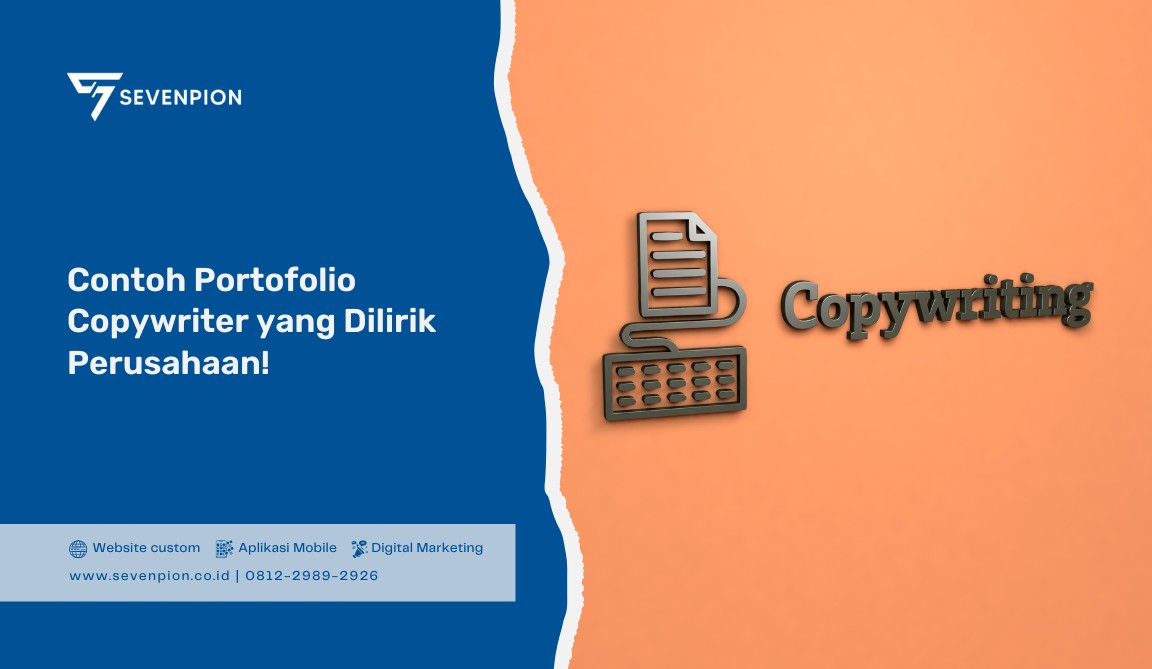 SEVENPION
Contoh Portofolio
Copywriter yang Dilirik
Perusahaan!
Copywriting
Website custom Aplikasi Mobile Digital Marketing
www.sevenpion.co.id | 0812-2989-2926